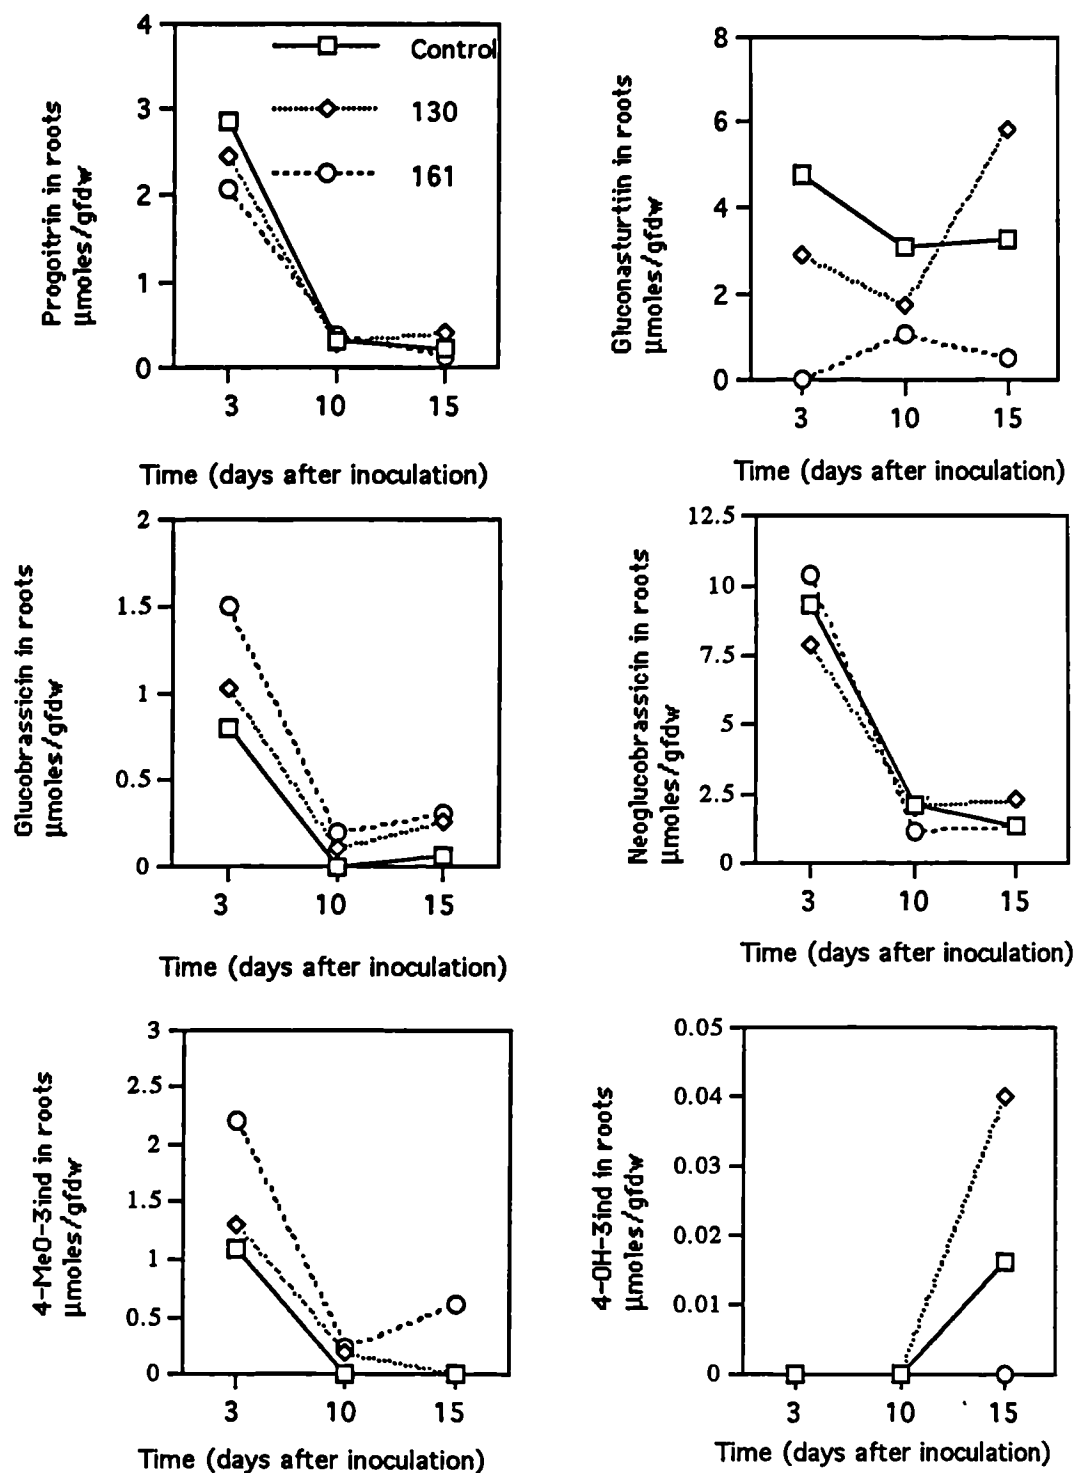 4
3
2
1
0
Control
130
161
Progoitrin in roots
µmoles/gfdw
3 10 15
Time (days after inoculation)
8
6
4
2
0
Gluconasturtiin in roots
µmoles/gfdw
3 10 15
Time (days after inoculation)
2
1.5
1
0.5
0
Glucobrassicin in roots
µmoles/gfdw
3 10 15
Time (days after inoculation)
12.5
10
7.5
5
2.5
0
Neoglucobrassicin in roots
µmoles/gfdw
3 10 15
Time (days after inoculation)
3
2.5
2
1.5
1
0.5
0
4-MeO-3ind in roots
µmoles/gfdw
3 10 15
Time (days after inoculation)
0.05
0.04
0.03
0.02
0.01
0
4-OH-3ind in roots
µmoles/gfdw
3 10 15
Time (days after inoculation)